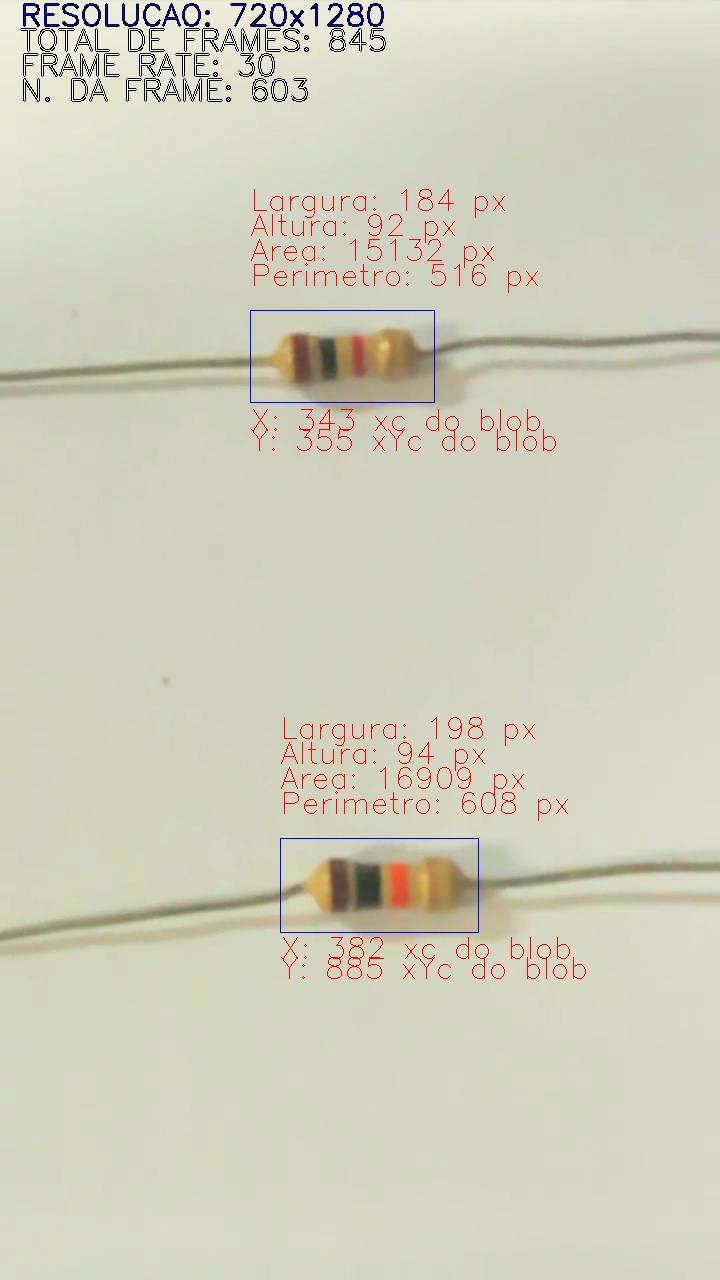 RESOLUCAO: 720x1280
TOTAL DE FRAMES: 845
FRAME RATE: 30
N. DA FRAME: 603
Largura: 184 px
Altura: 92 px
Area: 15132 px
Perimetro: 516 px
X: 343 xc do blob
Y: 355 xYc do blob
Largura: 198 px
Altura: 94 px
Area: 16909 px
Perimetro: 608 px
X: 382 xc do blob
Y: 885 xYc do blob